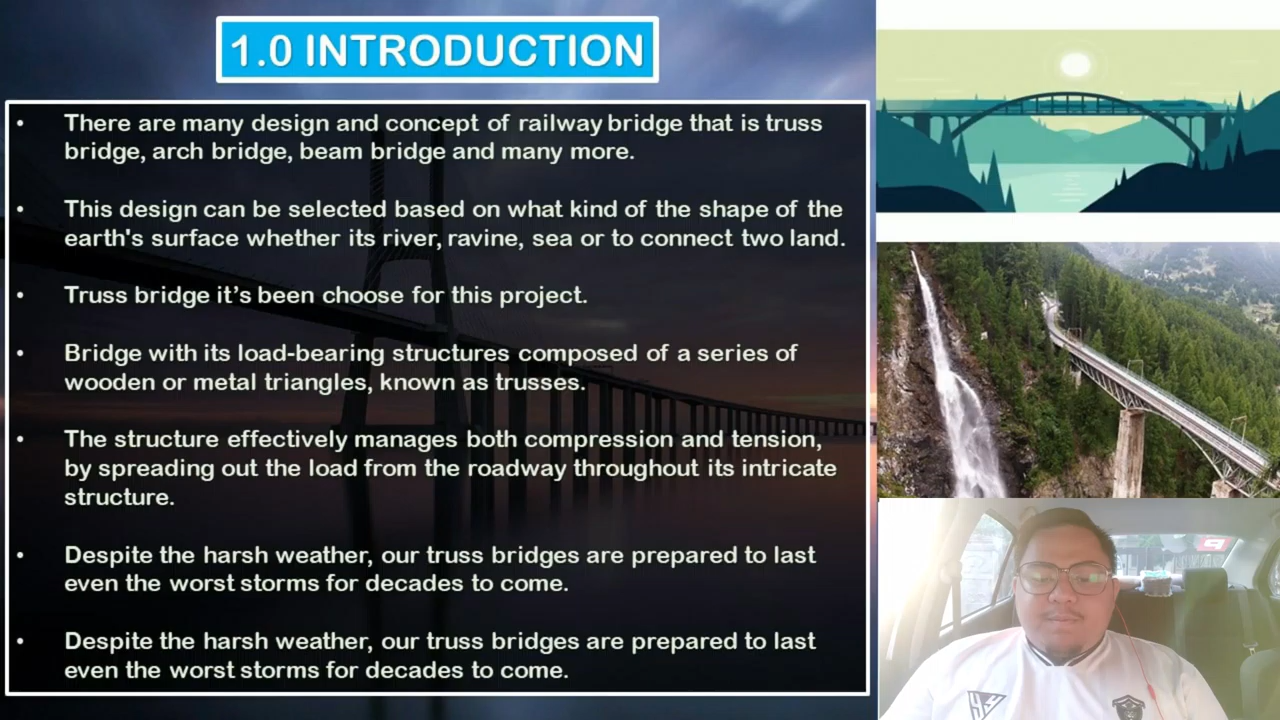 1.0 INTRODUCTION
• There are many design and concept of railway bridge that is truss
bridge, arch bridge, beam bridge and many more.
• This design can be selected based on what kind of the shape of the
earth's surface whether its river, ravine, sea or to connect two land.
• Truss bridge it’s been choose for this project.
• Bridge with its load-bearing structures composed of a series of
wooden or metal triangles, known as trusses.
• The structure effectively manages both compression and tension,
by spreading out the load from the roadway throughout its intricate
structure.
• Despite the harsh weather, our truss bridges are prepared to last
even the worst storms for decades to come.
• Despite the harsh weather, our truss bridges are prepared to last
even the worst storms for decades to come.